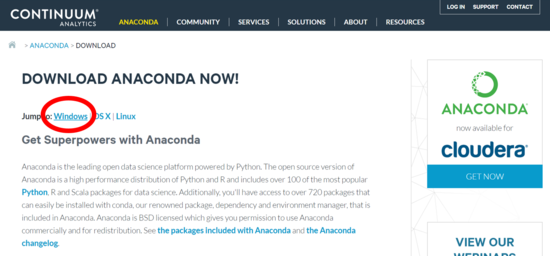 CONTINUUM®
ANALYTICS
LOG IN SUPPORT CONTACT
ANACONDA COMMUNITY SERVICES SOLUTIONS ABOUT RESOURCES
> ANACONDA > DOWNLOAD
DOWNLOAD ANACONDA NOW!
Jump to: Windows | OS X | Linux
Get Superpowers with Anaconda
Anaconda is the leading open data science platform powered by Python. The open source version of
Anaconda is a high performance distribution of Python and R and includes over 100 of the most popular
Python, R and Scala packages for data science. Additionally, you'll have access to over 720 packages that
can easily be installed with conda, our renowned package, dependency and environment manager, that is
included in Anaconda. Anaconda is BSD licensed which gives you permission to use Anaconda
commercially and for redistribution. See the packages included with Anaconda and the Anaconda
changelog.
ANACONDA®
now available for
cloudera®
GET NOW
VIEW OUR
WEBINARS